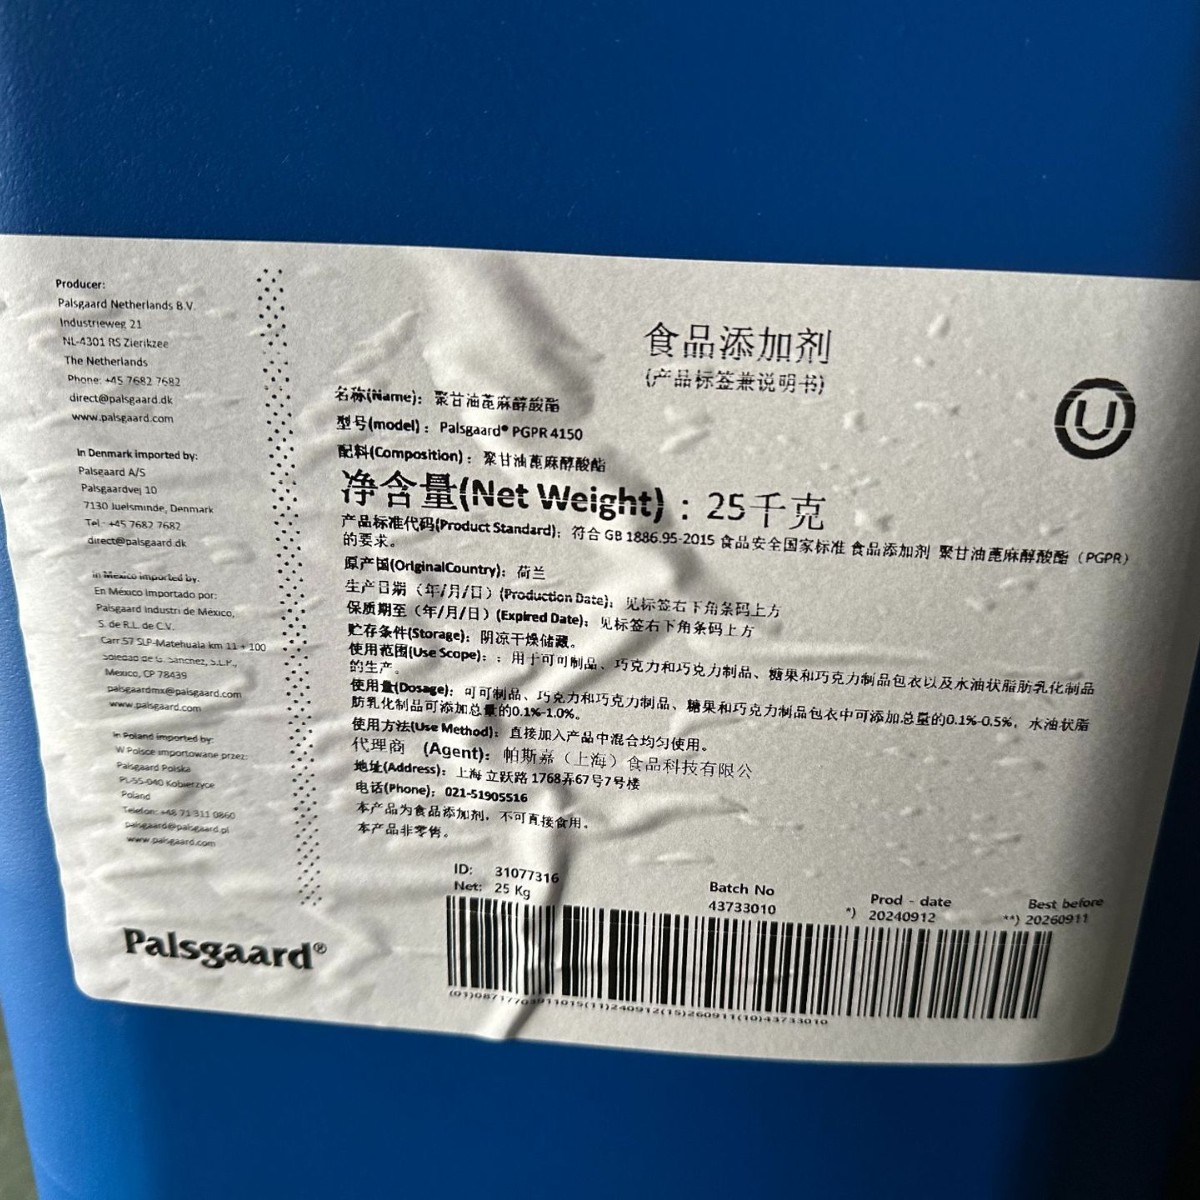 Producer:
Palsgaard Netherlands B.V.
Industrieweg 21
NL-4301 RS Zierikzee
The Netherlands
Phone: +45 7682 7682
direct@palsgaard.dk
www.palsgaard.com
In Denmark imported by:
Palsgaard A/S
Palsgaardvej 10
7130 Juelsminde, Denmark
Tel.: +45 7682 7682
direct@palsgaard.dk
In Mexico imported by:
En México importado por:
Palsgaard Industri de México,
S. de R.L. de C.V.
Carr.57 SLP-Matehuala km 11 + 100
Soledad de G. Sánchez, S.L.P.,
Mexico, CP 78439
palsgaardmx@palsgaard.com
www.palsgaard.com
In Poland imported by:
W Polsce importowane przez:
Palsgaard Polska
PL-55-040 Kobierzyce
Poland
Telefon: +48 71 311 0860
palsgaard@palsgaard.pl
www.palsgaard.com
Palsgaard®
食品添加剂
(产品标签兼说明书)
U
名称(Name)：聚甘油蓖麻醇酸酯
型号(model)：Palsgaard® PGPR 4150
配料(Composition)：聚甘油蓖麻醇酸酯
净含量(Net Weight)：25千克
产品标准代码(Product Standard)：符合 GB 1886.95-2015 食品安全国家标准 食品添加剂 聚甘油蓖麻醇酸酯（PGPR）
的要求。
原产国(OriginalCountry)：荷兰
生产日期（年/月/日）(Production Date)：见标签右下角条码上方
保质期至（年/月/日）(Expired Date)：见标签右下角条码上方
贮存条件(Storage)：阴凉干燥储藏。
使用范围(Use Scope)：：用于可可制品、巧克力和巧克力制品、糖果和巧克力制品包衣以及水油状脂肪乳化制品
的生产。
使用量(Dosage)：可可制品、巧克力和巧克力制品、糖果和巧克力制品包衣中可添加总量的0.1%-0.5%，水油状脂
肪乳化制品可添加总量的0.1%-1.0%。
使用方法(Use Method)：直接加入产品中混合均匀使用。
代理商 (Agent)：帕斯嘉（上海）食品科技有限公
地址(Address)：上海 立跃路 1768弄67号7号楼
电话(Phone)：021-51905516
本产品为食品添加剂，不可直接食用。
本产品非零售。
ID: 31077316
Net: 25 Kg
Batch No
43733010
Prod - date
*) 20240912
Best before
**) 20260911